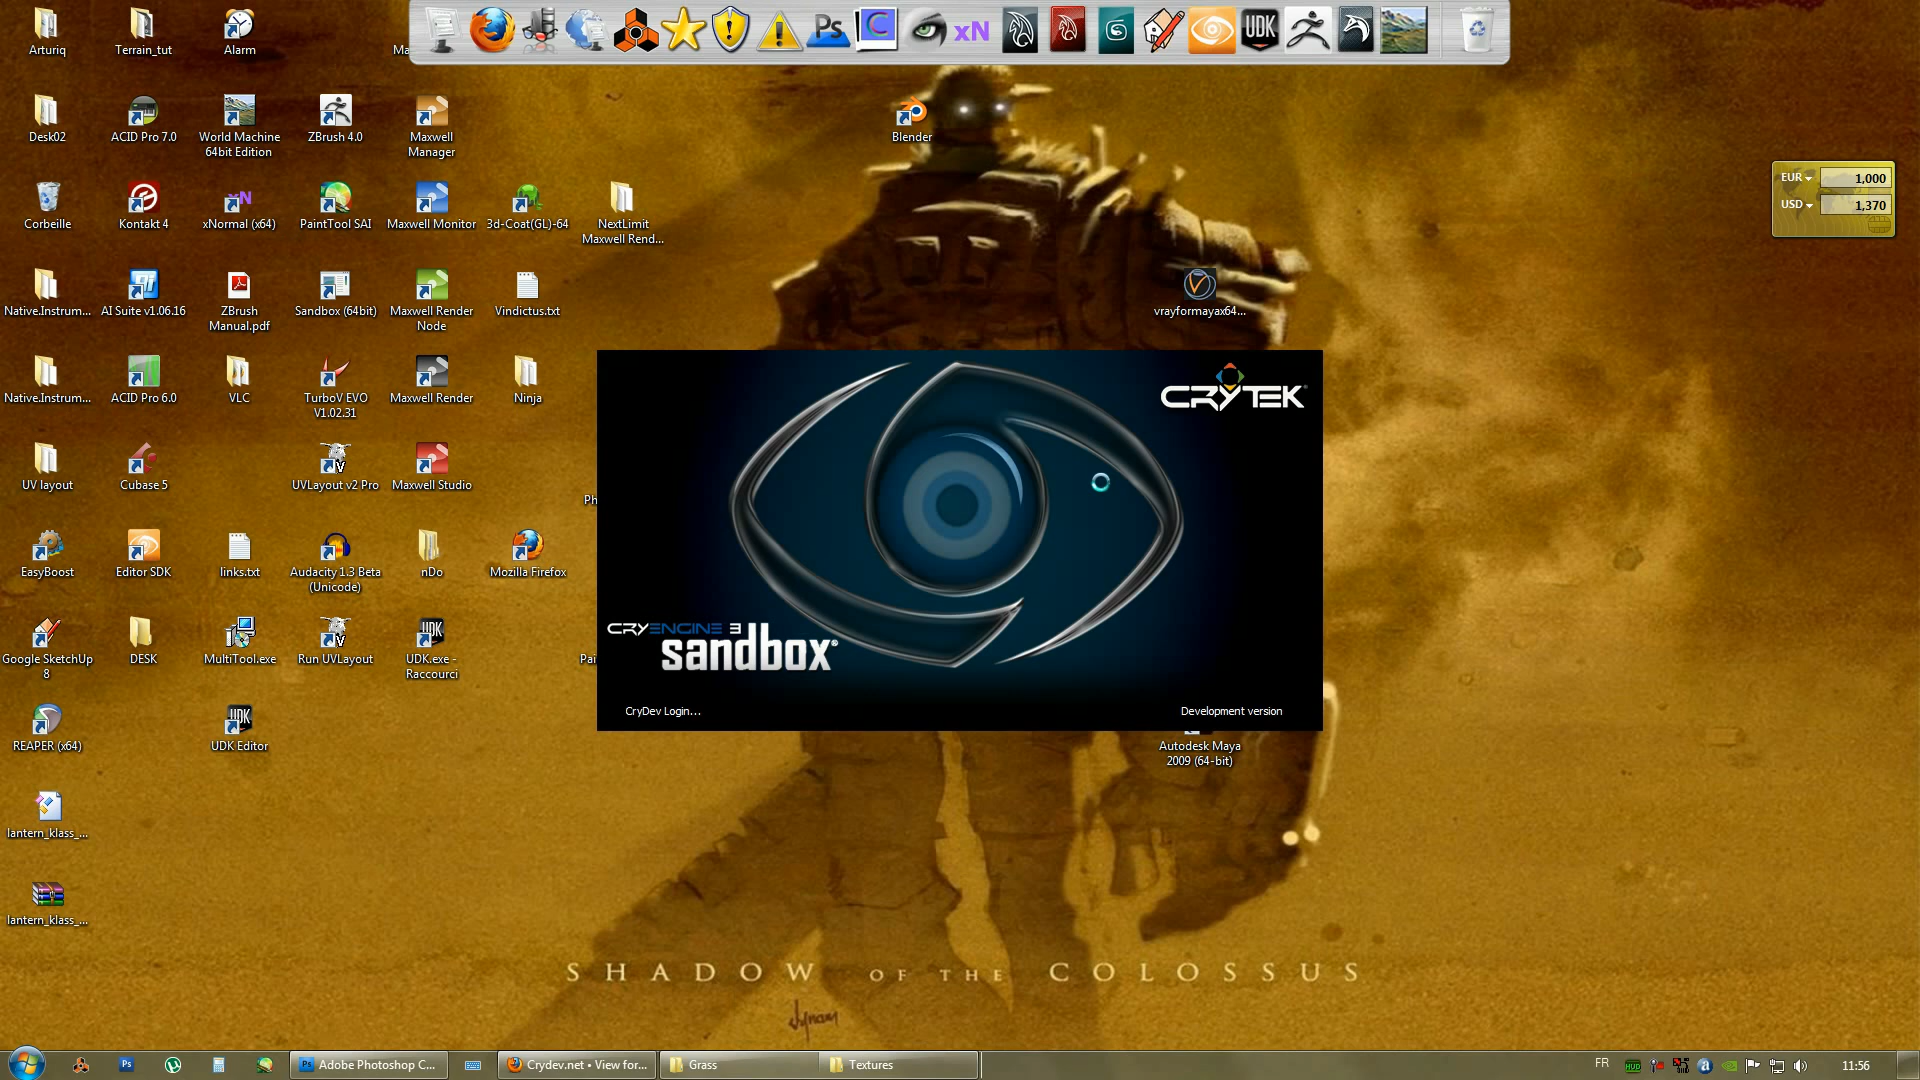 Arturiq
Terrain_tut
Alarm
Ps
xN
UDK
Desk02
ACID Pro 7.0
World Machine
64bit Edition
ZBrush 4.0
Maxwell
Manager
Blender
EUR
1,000
USD
1,370
Corbeille
Kontakt 4
xNormal (x64)
PaintTool SAI
Maxwell Monitor
3d-Coat(GL)-64
NextLimit
Maxwell Rend...
Native.Instrum...
AI Suite v1.06.16
ZBrush
Manual.pdf
Sandbox (64bit)
Maxwell Render
Node
Vindictus.txt
vrayformayax64...
Native.Instrum...
ACID Pro 6.0
VLC
TurboV EVO
V1.02.31
Maxwell Render
Ninja
CRYTEK
UV layout
Cubase 5
UVLayout v2 Pro
Maxwell Studio
EasyBoost
Editor SDK
links.txt
Audacity 1.3 Beta
(Unicode)
nDo
Mozilla Firefox
CRYENGINE 3
sandbox®
Google SketchUp
8
DESK
MultiTool.exe
Run UVLayout
UDK.exe -
Raccourci
CryDev Login...
Development version
REAPER (x64)
UDK Editor
Autodesk Maya
2009 (64-bit)
lantern_klass_...
lantern_klass_...
SHADOW OF THE COLOSSUS
Adobe Photoshop C...
Crydev.net • View for...
Grass
Textures
FR
11:56